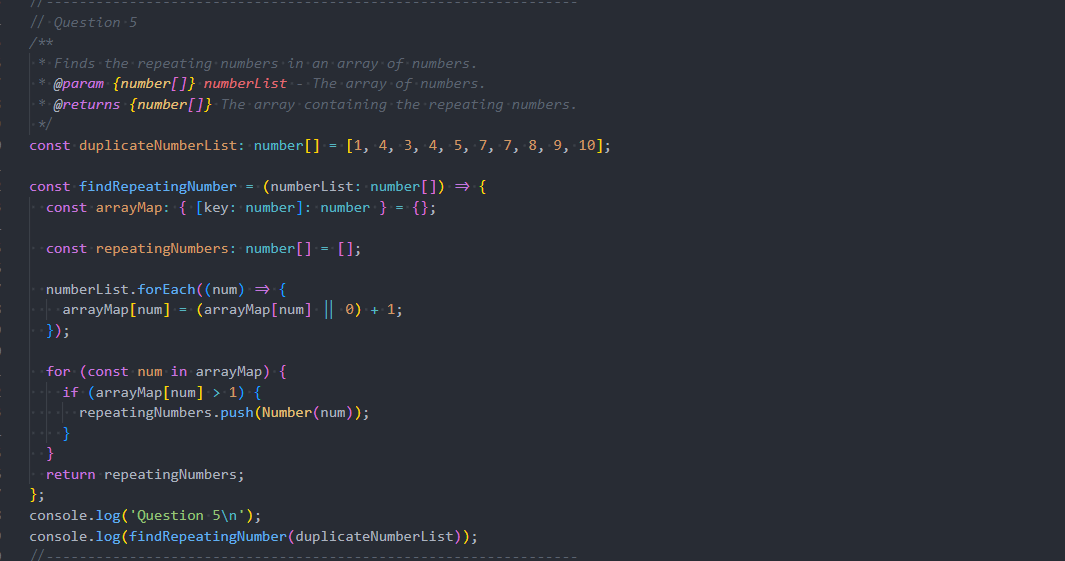 //----------------------------------------------------------------
// Question 5
/**
 * Finds the repeating numbers in an array of numbers.
 * @param {number[]} numberList - The array of numbers.
 * @returns {number[]} The array containing the repeating numbers.
 */
const duplicateNumberList: number[] = [1, 4, 3, 4, 5, 7, 7, 8, 9, 10];
const findRepeatingNumber = (numberList: number[]) => {
  const arrayMap: { [key: number]: number } = {};
  const repeatingNumbers: number[] = [];
  numberList.forEach((num) => {
    arrayMap[num] = (arrayMap[num] || 0) + 1;
  });
  for (const num in arrayMap) {
    if (arrayMap[num] > 1) {
      repeatingNumbers.push(Number(num));
    }
  }
  return repeatingNumbers;
};
console.log('Question 5\n');
console.log(findRepeatingNumber(duplicateNumberList));
//----------------------------------------------------------------